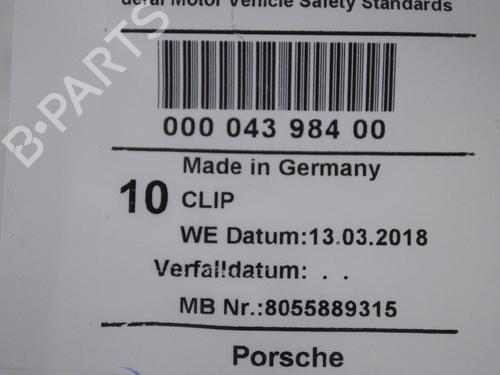 deral Motor Vehicle Safety Standards
000 043 984 00
Made in Germany
10 CLIP
WE Datum:13.03.2018
Verfalldatum: . .
MB Nr.:8055889315
Porsche
B-PARTS